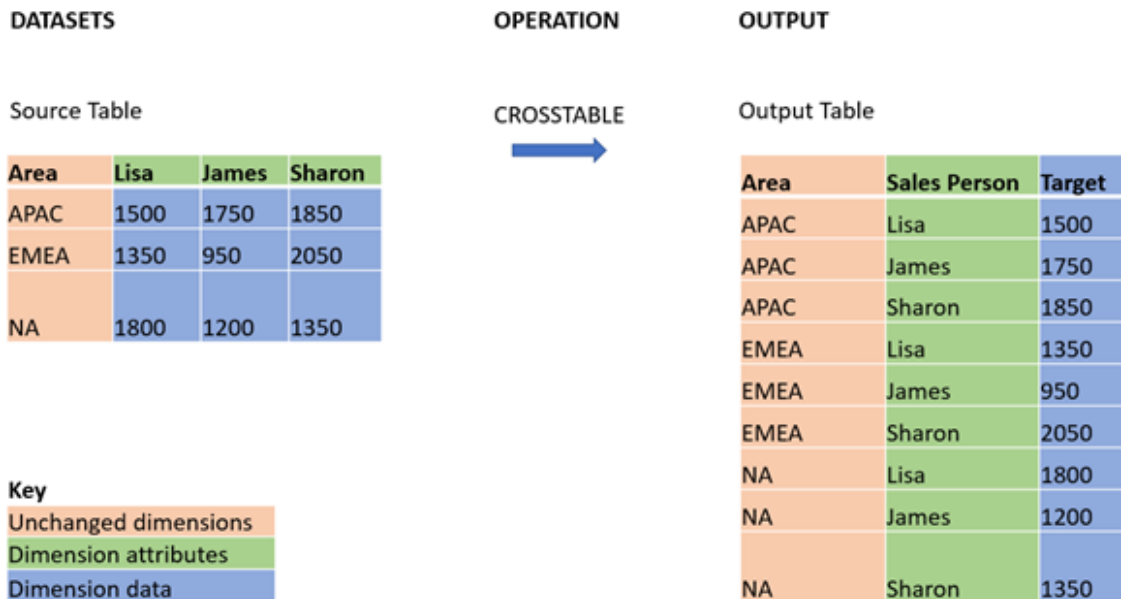 DATASETS OPERATION OUTPUT
Source Table CROSSTABLE Output Table
Area Lisa James Sharon
APAC 1500 1750 1850
EMEA 1350 950 2050
NA 1800 1200 1350
Area Sales Person Target
APAC Lisa 1500
APAC James 1750
APAC Sharon 1850
EMEA Lisa 1350
EMEA James 950
EMEA Sharon 2050
NA Lisa 1800
NA James 1200
NA Sharon 1350
Key
Unchanged dimensions
Dimension attributes
Dimension data